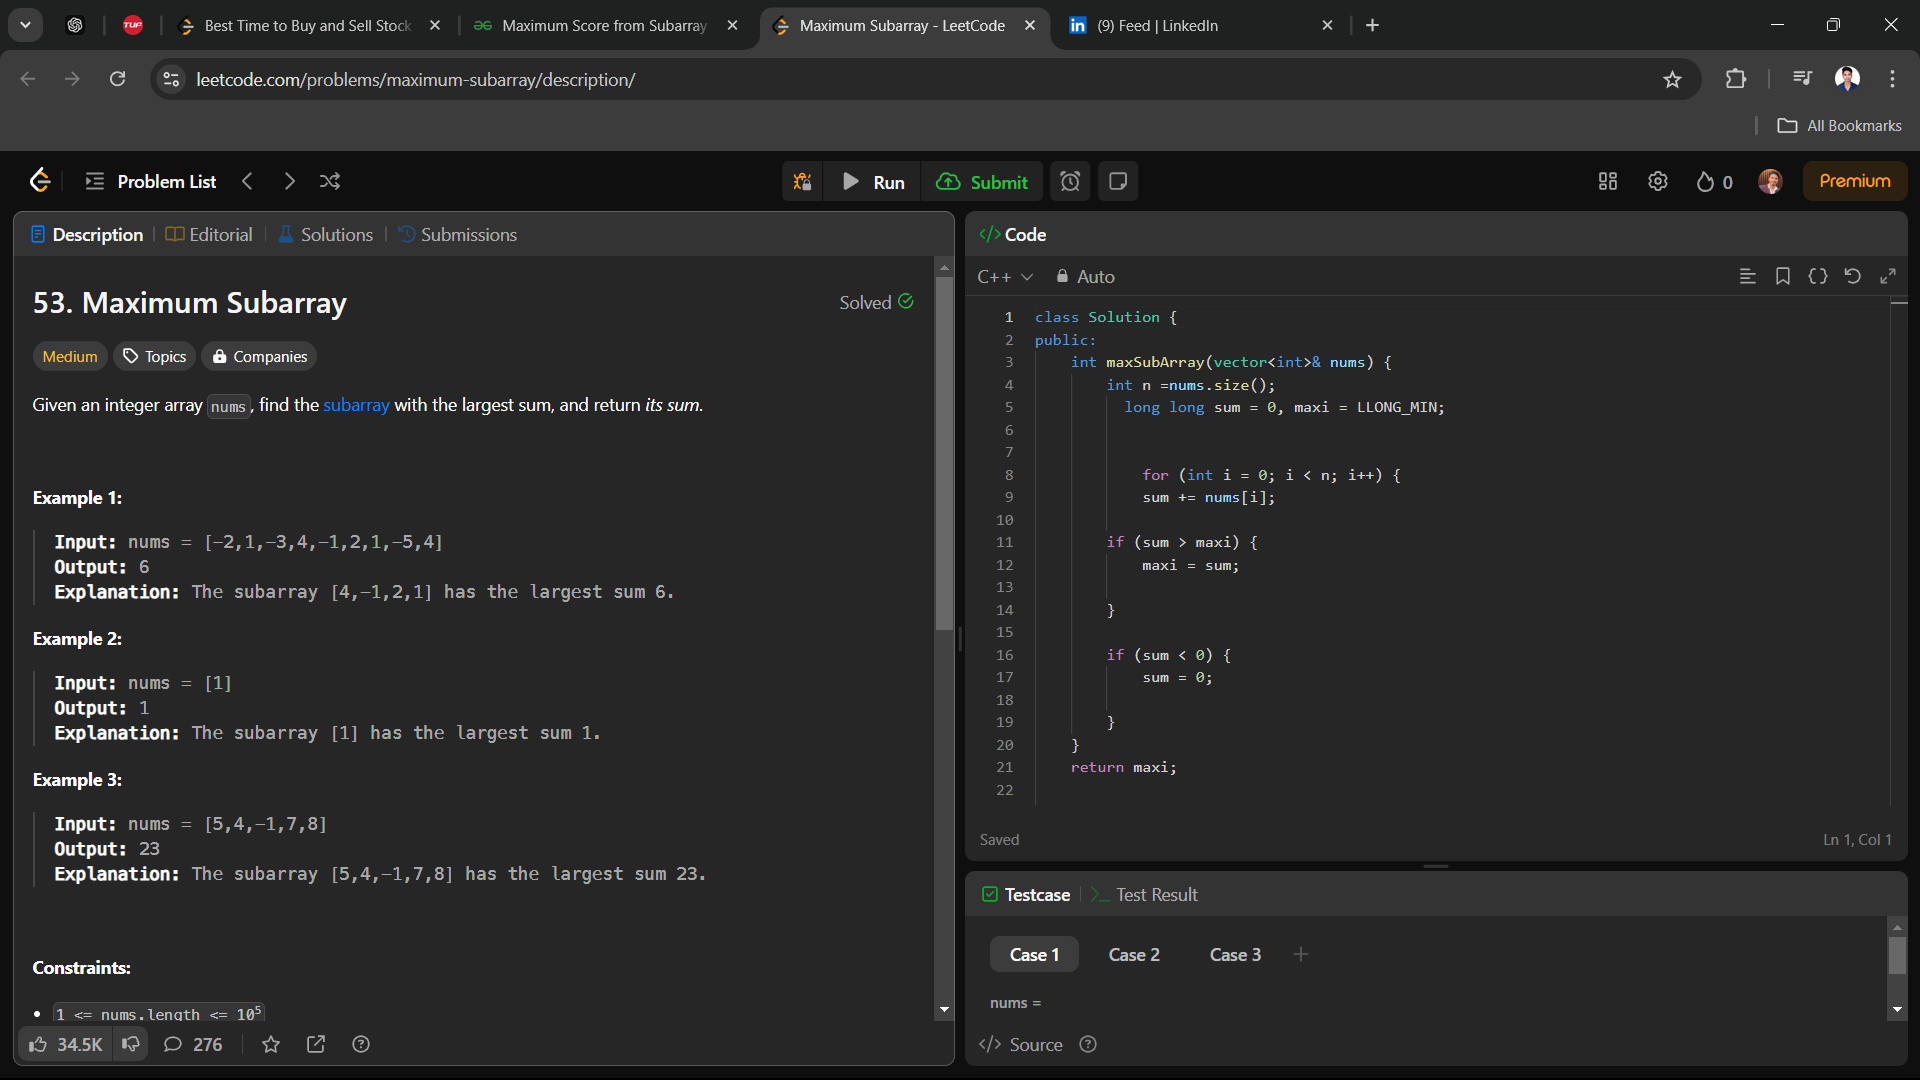 Best Time to Buy and Sell Stock
Maximum Score from Subarray
Maximum Subarray - LeetCode
(9) Feed | LinkedIn
leetcode.com/problems/maximum-subarray/description/
All Bookmarks
Problem List
Run
Submit
0
Premium
Description
Editorial
Solutions
Submissions
53. Maximum Subarray
Solved
Medium
Topics
Companies
Given an integer array nums, find the subarray with the largest sum, and return its sum.
Example 1:
Input: nums = [-2,1,-3,4,-1,2,1,-5,4]
Output: 6
Explanation: The subarray [4,-1,2,1] has the largest sum 6.
Example 2:
Input: nums = [1]
Output: 1
Explanation: The subarray [1] has the largest sum 1.
Example 3:
Input: nums = [5,4,-1,7,8]
Output: 23
Explanation: The subarray [5,4,-1,7,8] has the largest sum 23.
Constraints:
• 1 <= nums.length <= 10⁵
34.5K
276
</> Code
C++
Auto
1 class Solution {
2 public:
3 int maxSubArray(vector<int>& nums) {
4 int n =nums.size();
5 long long sum = 0, maxi = LLONG_MIN;
6
7
8 for (int i = 0; i < n; i++) {
9 sum += nums[i];
10
11 if (sum > maxi) {
12 maxi = sum;
13
14 }
15
16 if (sum < 0) {
17 sum = 0;
18
19 }
20 }
21 return maxi;
22
Saved
Ln 1, Col 1
Testcase
>_ Test Result
Case 1
Case 2
Case 3
+
nums =
</> Source